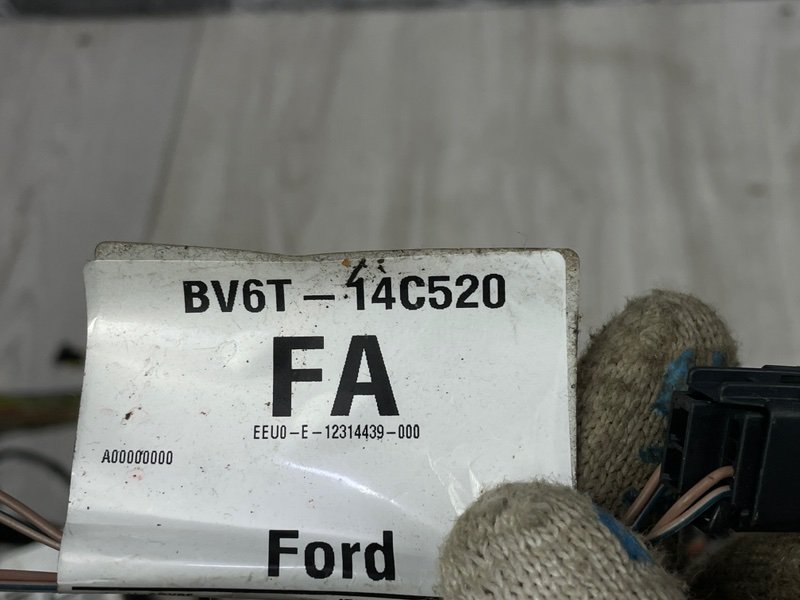 BV6T - 14C520
FA
EEU0-E-12314439-000
A00000000
Ford